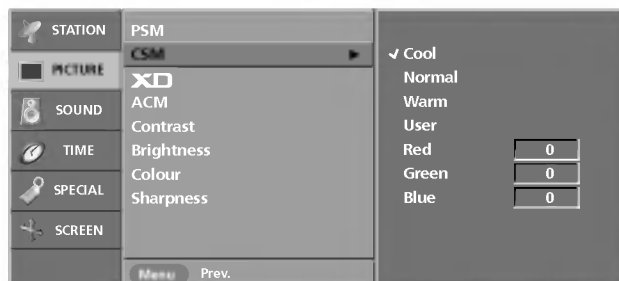 STATION
PICTURE
SOUND
TIME
SPECIAL
SCREEN
PSM
CSM
XD
ACM
Contrast
Brightness
Colour
Sharpness
Menu Prev.
✓ Cool
Normal
Warm
User
Red 0
Green 0
Blue 0